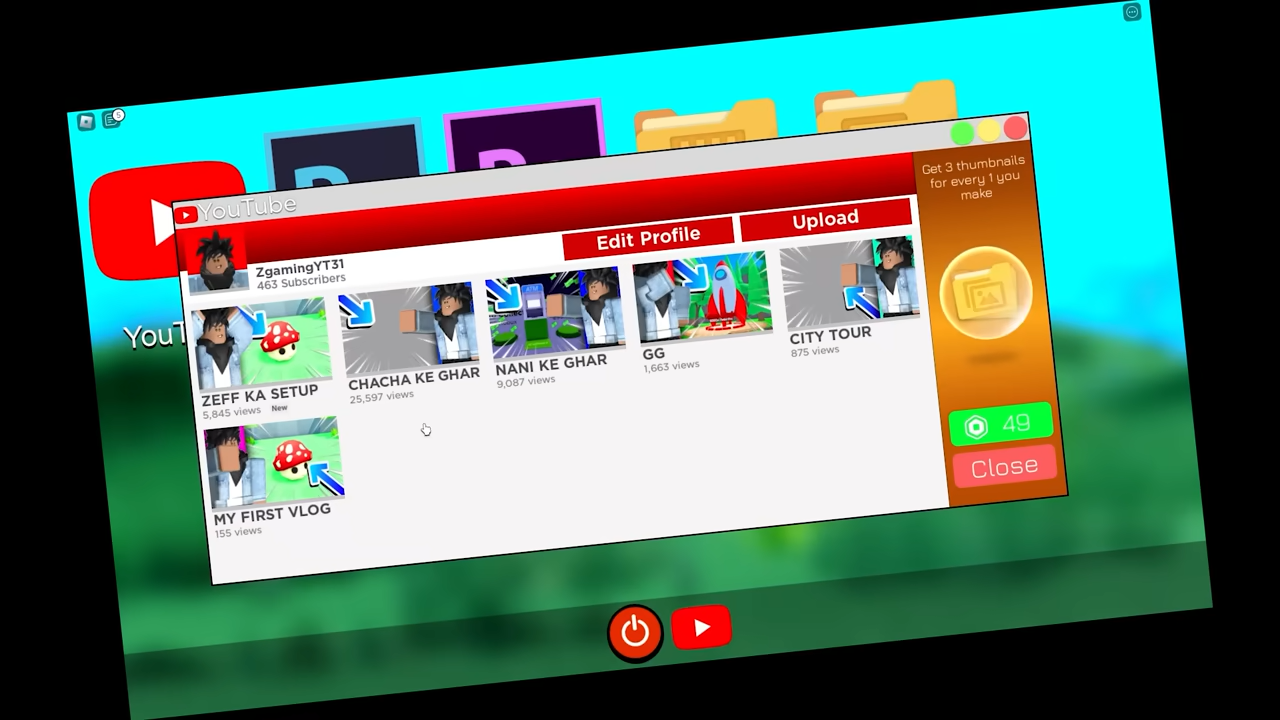 5
YouTube
Get 3 thumbnails
for every 1 you
make
Edit Profile
Upload
ZgamingYT31
463 Subscribers
ZEFF KA SETUP
5,845 views New
CHACHA KE GHAR
25,597 views
NANI KE GHAR
9,087 views
GG
1,663 views
CITY TOUR
875 views
MY FIRST VLOG
155 views
49
Close